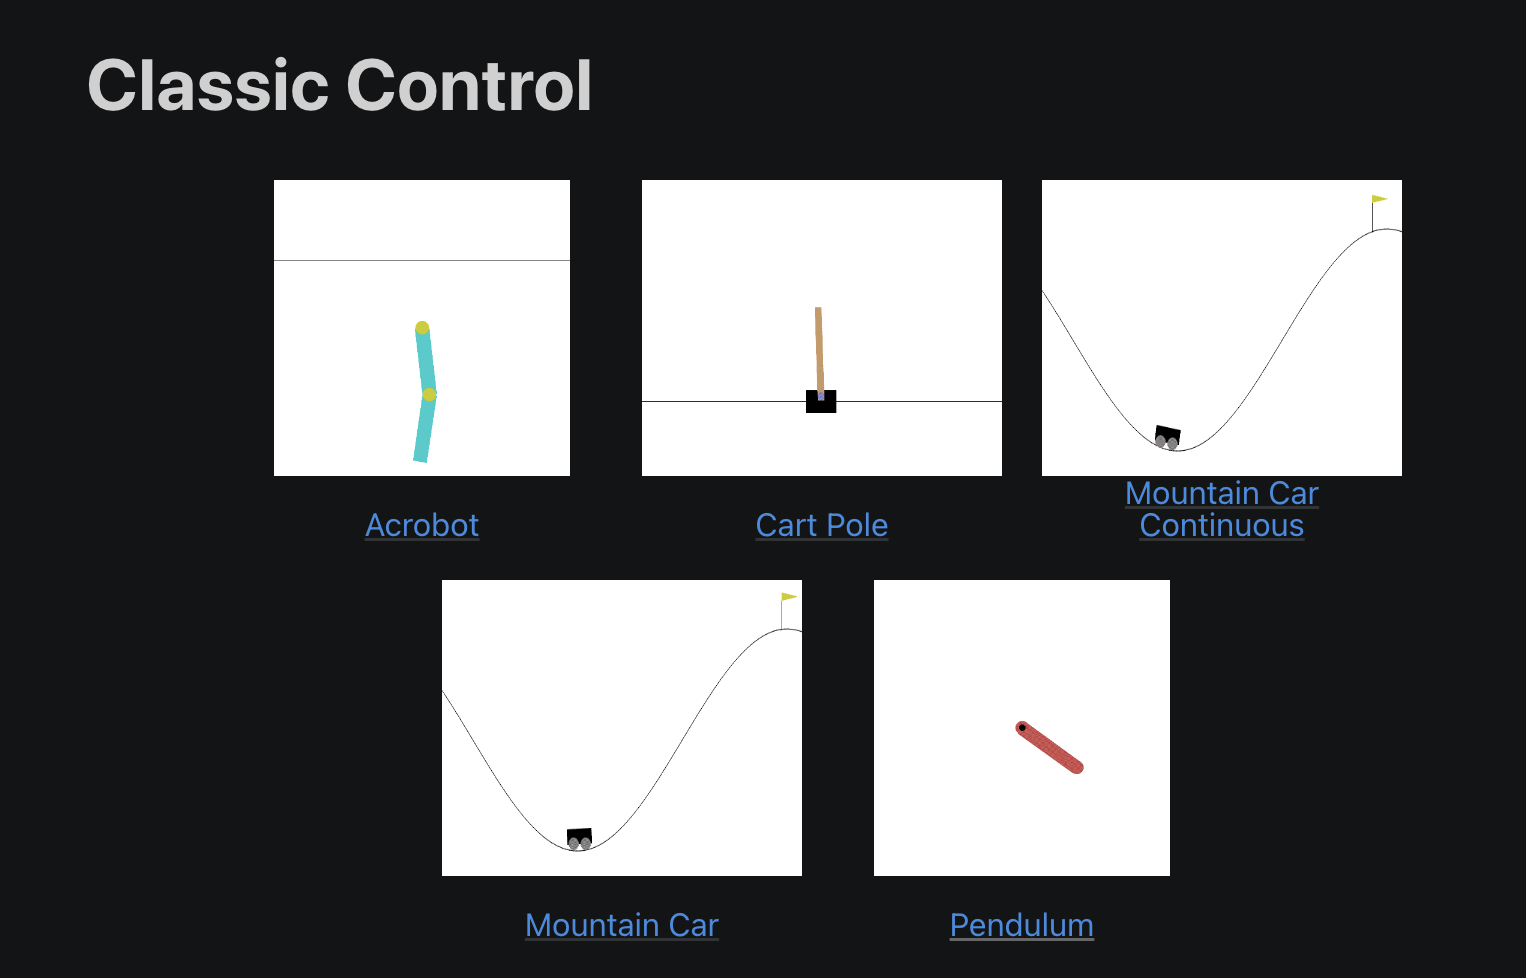 Classic Control
Acrobot
Cart Pole
Mountain Car
Continuous
Mountain Car
Pendulum